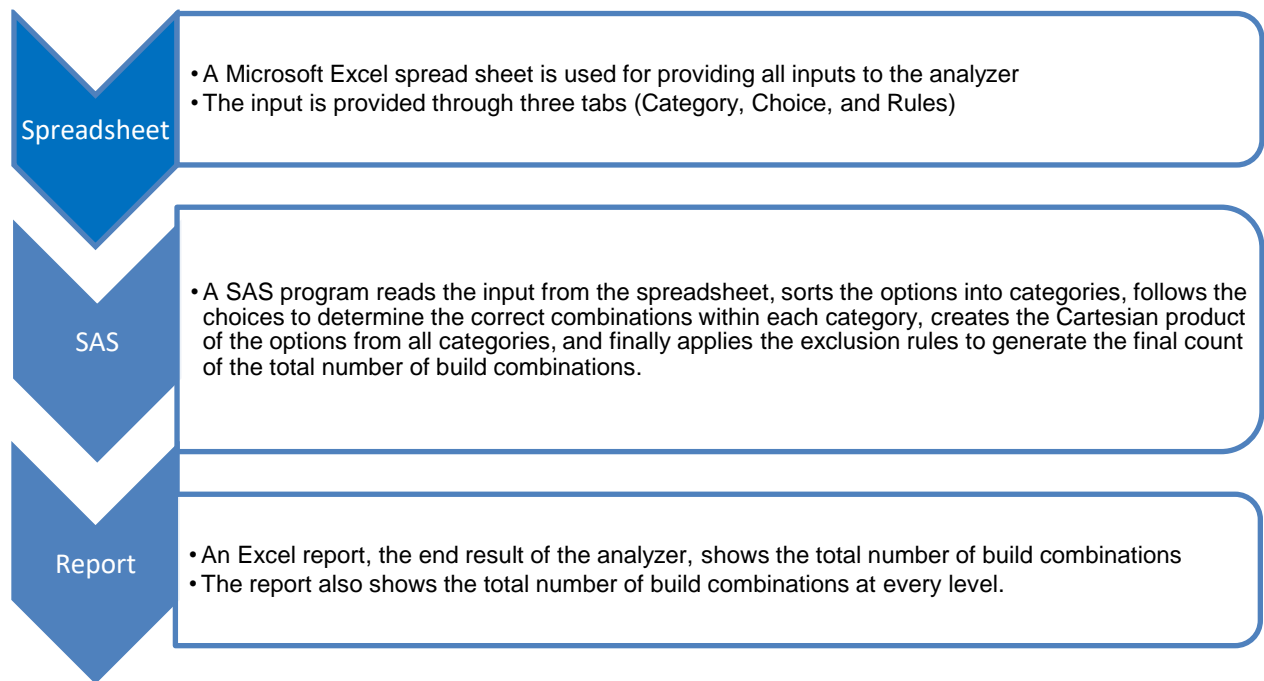 Spreadsheet
• A Microsoft Excel spread sheet is used for providing all inputs to the analyzer
• The input is provided through three tabs (Category, Choice, and Rules)
SAS
• A SAS program reads the input from the spreadsheet, sorts the options into categories, follows the
choices to determine the correct combinations within each category, creates the Cartesian product
of the options from all categories, and finally applies the exclusion rules to generate the final count
of the total number of build combinations.
Report
• An Excel report, the end result of the analyzer, shows the total number of build combinations
• The report also shows the total number of build combinations at every level.